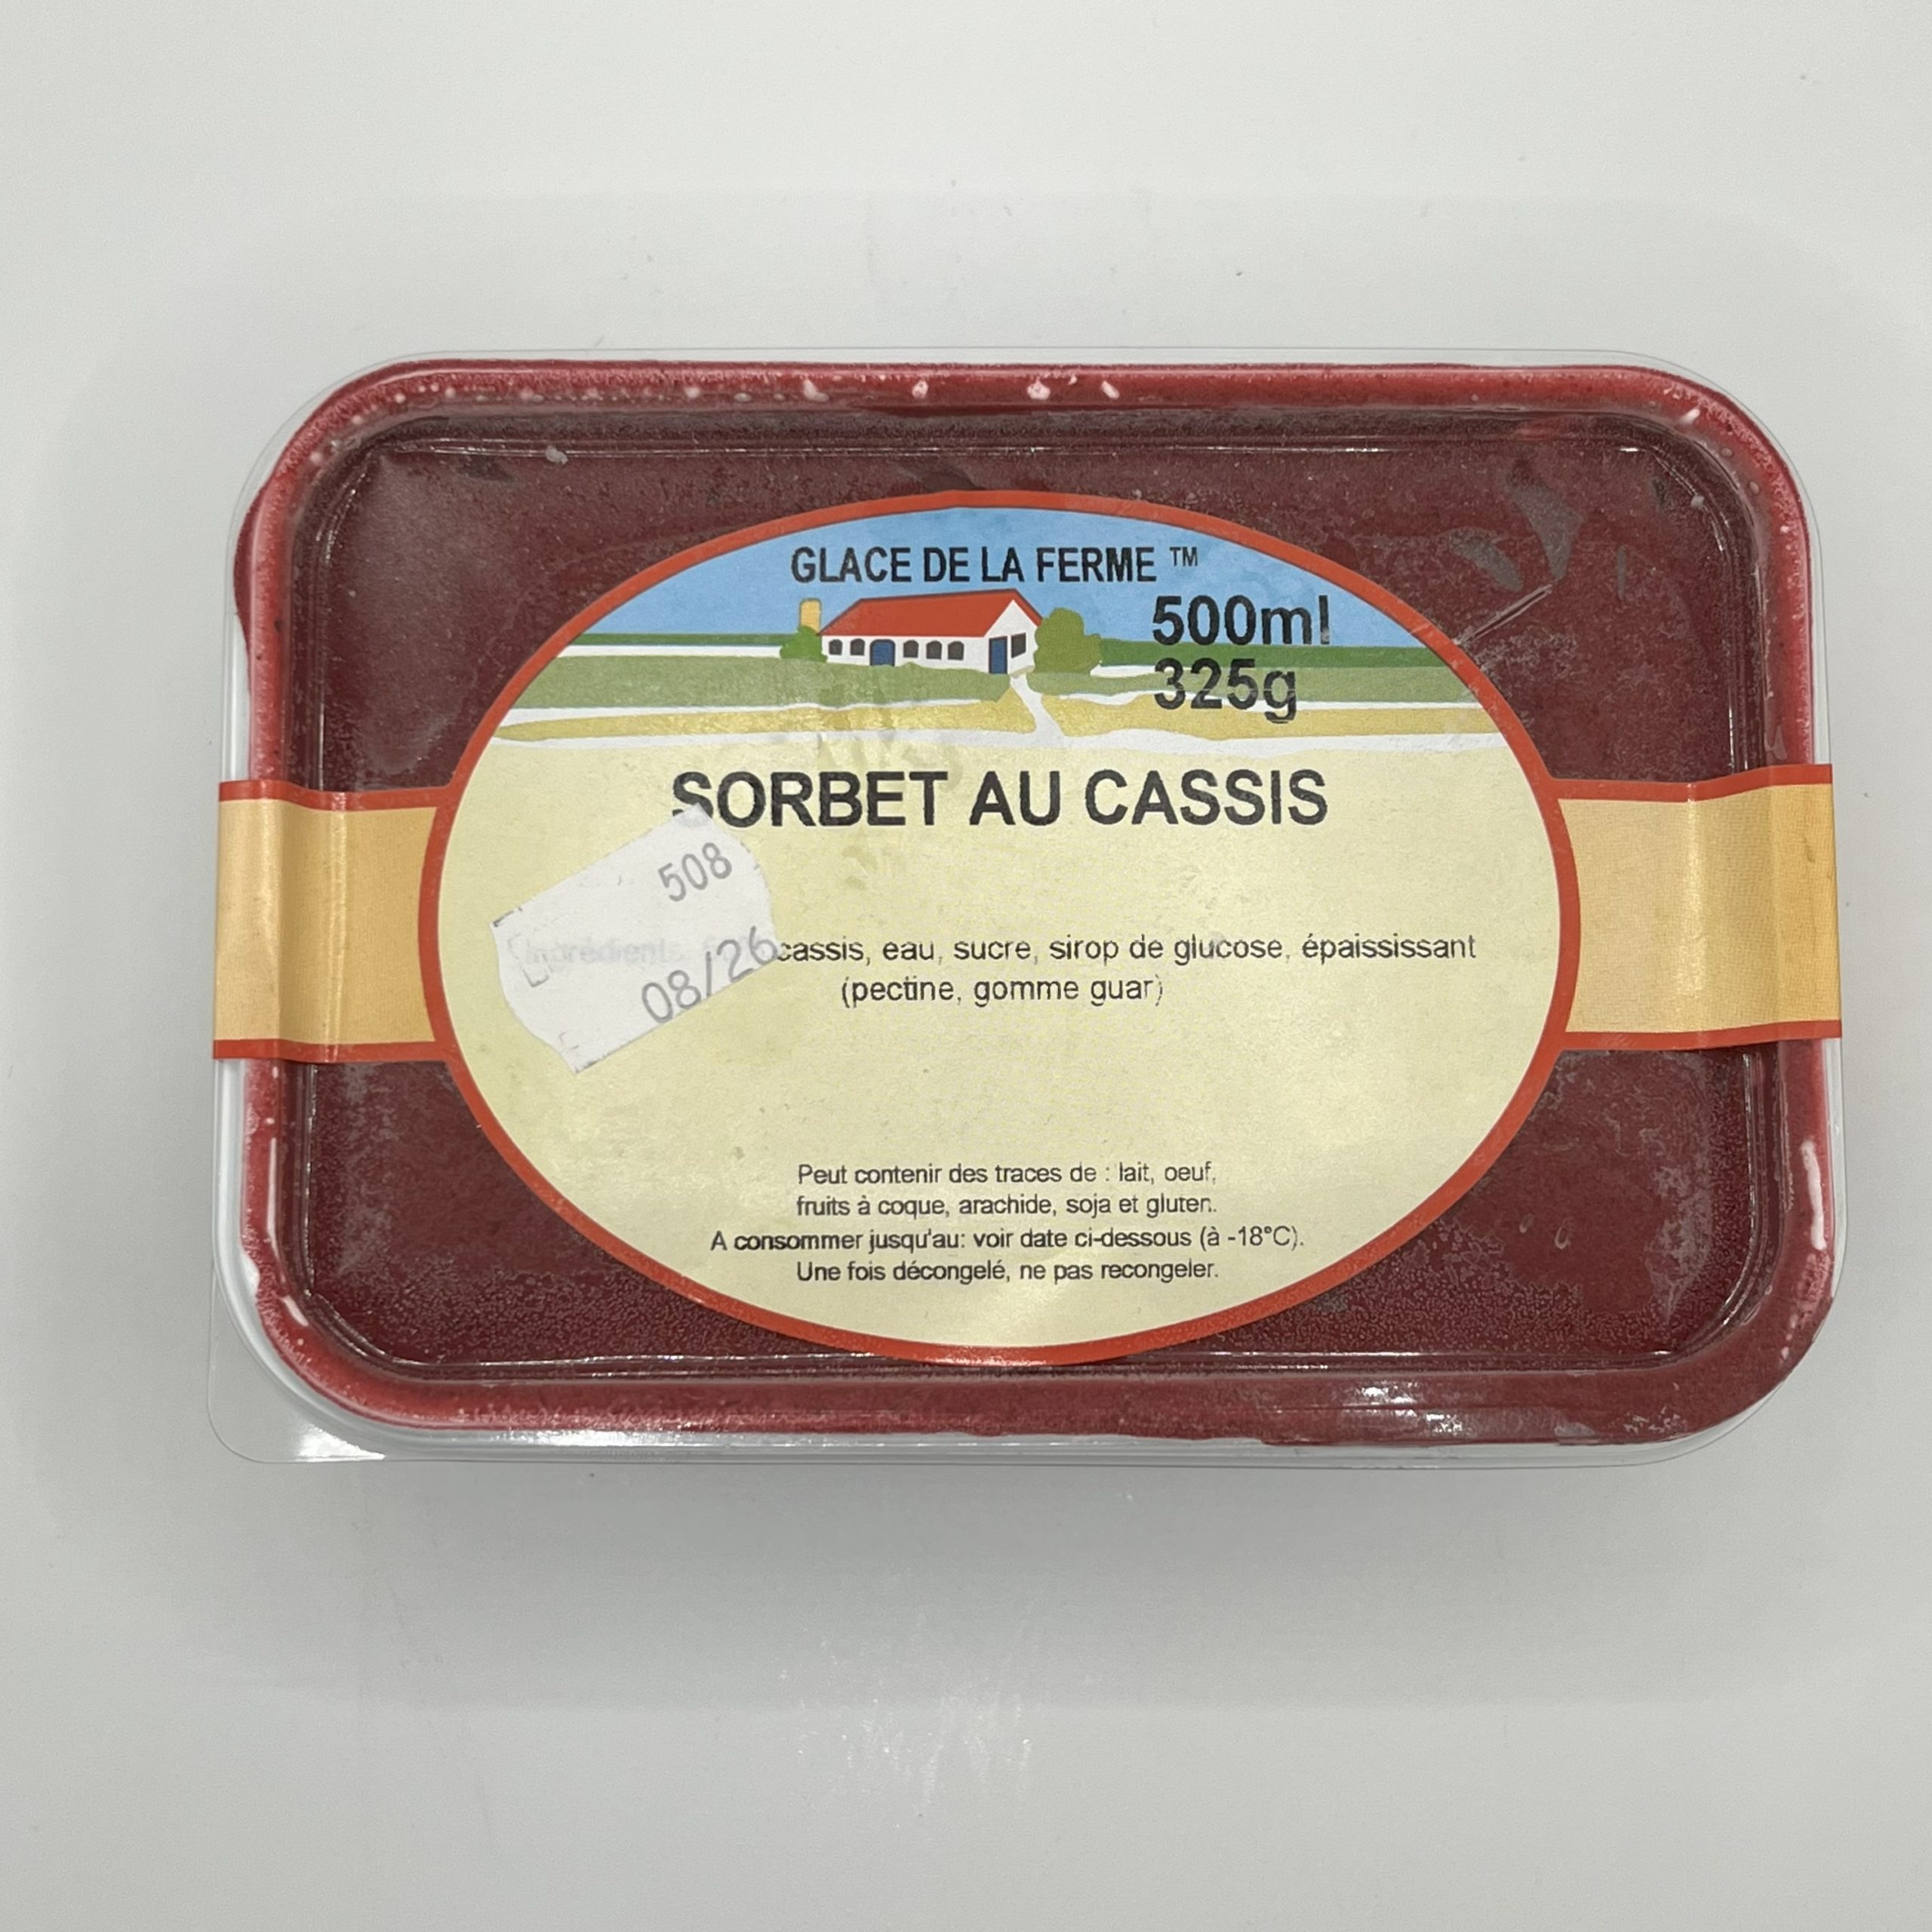 GLACE DE LA FERME ™
500ml
325g
SORBET AU CASSIS
508
08/26
Ingrédients cassis, eau, sucre, sirop de glucose, épaississant
(pectine, gomme guar)
Peut contenir des traces de : lait, oeuf,
fruits à coque, arachide, soja et gluten.
A consommer jusqu'au: voir date ci-dessous (à -18°C).
Une fois décongelé, ne pas recongeler.